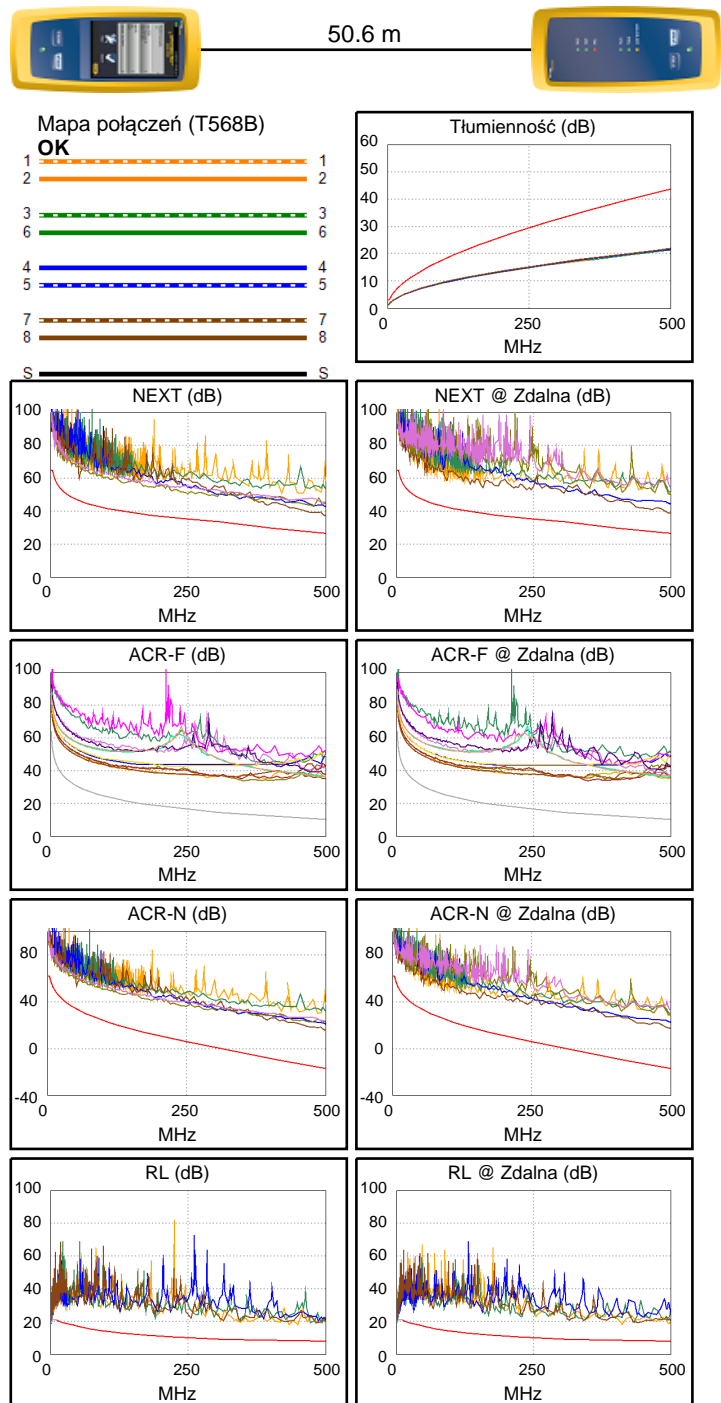 50.6 m
Mapa połączeń (T568B)
OK
1 1
2 2
3 3
6 6
4 4
5 5
7 7
8 8
S S
Tłumienność (dB)
60
50
40
30
20
10
0
0 250 500
MHz
NEXT (dB)
100
80
60
40
20
0
0 250 500
MHz
NEXT @ Zdalna (dB)
100
80
60
40
20
0
0 250 500
MHz
ACR-F (dB)
100
80
60
40
20
0
0 250 500
MHz
ACR-F @ Zdalna (dB)
100
80
60
40
20
0
0 250 500
MHz
ACR-N (dB)
80
40
0
-40
0 250 500
MHz
ACR-N @ Zdalna (dB)
80
40
0
-40
0 250 500
MHz
RL (dB)
100
80
60
40
20
0
0 250 500
MHz
RL @ Zdalna (dB)
100
80
60
40
20
0
0 250 500
MHz